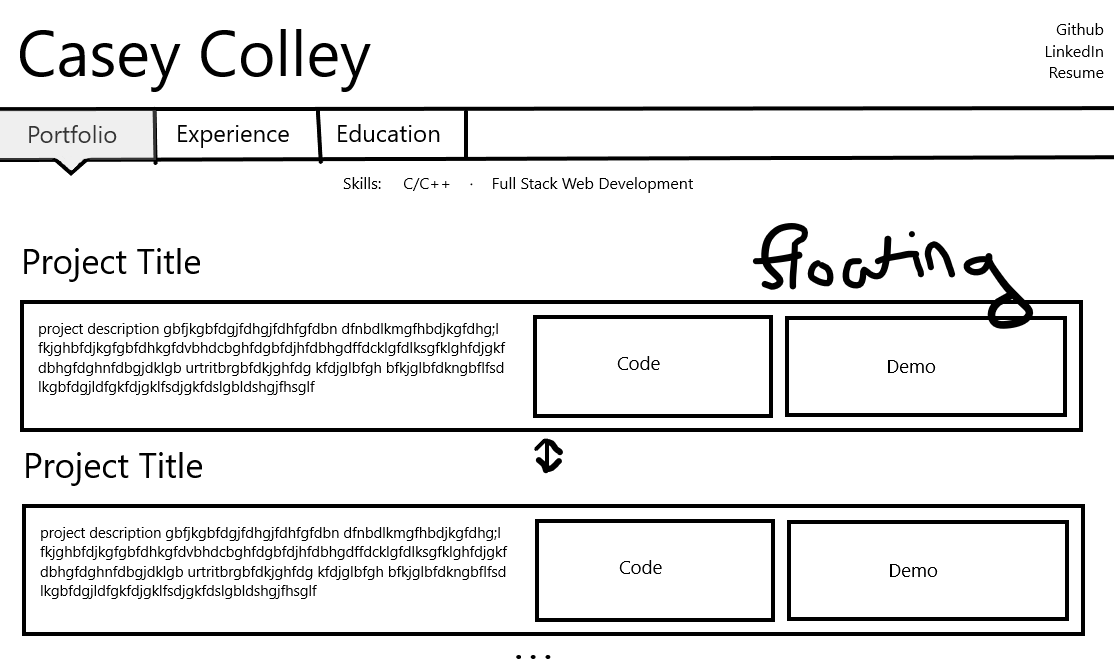 Casey Colley
Github
LinkedIn
Resume
Portfolio
Experience
Education
Skills: C/C++ · Full Stack Web Development
floating
Project Title
project description gbfjkgbfdgjfdhgjfdhfgfdbn dfnbdlkmgfhbdjkgfdhg;l
fkjghbfdjkgfgbfdhkgfdvbhdcbghfdgbfdjhfdbhgdffdcklgfdlksgfklghfdjgkf
dbhgfdghnfdbgjdklgb urtritbrgbfdkjghfdg kfdjglbfgh bfkjglbfdkngbflfsd
lkgbfdgjldfgkfdjgklfsdjgkfdslgbldshgjfhsglf
Code
Demo
Project Title
project description gbfjkgbfdgjfdhgjfdhfgfdbn dfnbdlkmgfhbdjkgfdhg;l
fkjghbfdjkgfgbfdhkgfdvbhdcbghfdgbfdjhfdbhgdffdcklgfdlksgfklghfdjgkf
dbhgfdghnfdbgjdklgb urtritbrgbfdkjghfdg kfdjglbfgh bfkjglbfdkngbflfsd
lkgbfdgjldfgkfdjgklfsdjgkfdslgbldshgjfhsglf
Code
Demo
...